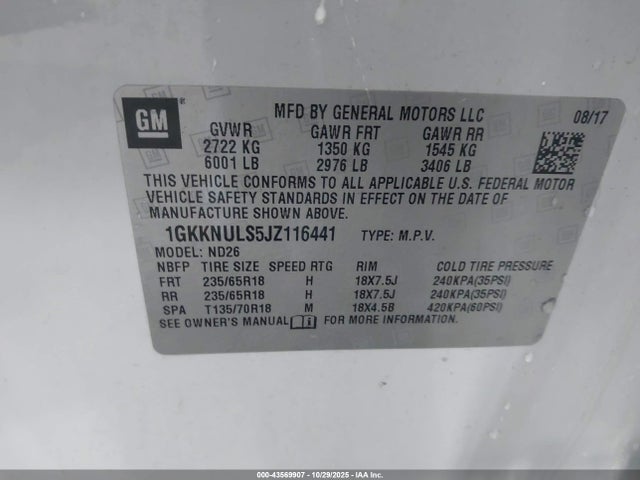 GM
MFD BY GENERAL MOTORS LLC 08/17
GVWR GAWR FRT GAWR RR
2722 KG 1350 KG 1545 KG
6001 LB 2976 LB 3406 LB
THIS VEHICLE CONFORMS TO ALL APPLICABLE U.S. FEDERAL MOTOR
VEHICLE SAFETY STANDARDS IN EFFECT ON THE DATE OF
MANUFACTURE SHOWN ABOVE.
1GKKNULS5JZ116441 TYPE: M.P.V.
MODEL: ND26
NBFP TIRE SIZE SPEED RTG RIM COLD TIRE PRESSURE
FRT 235/65R18 H 18X7.5J 240KPA(35PSI)
RR 235/65R18 H 18X7.5J 240KPA(35PSI)
SPA T135/70R18 M 18X4.5B 420KPA(60PSI)
SEE OWNER'S MANUAL FOR MORE INFORMATION.
000-43569907 - 10/29/2025 - IAA Inc.